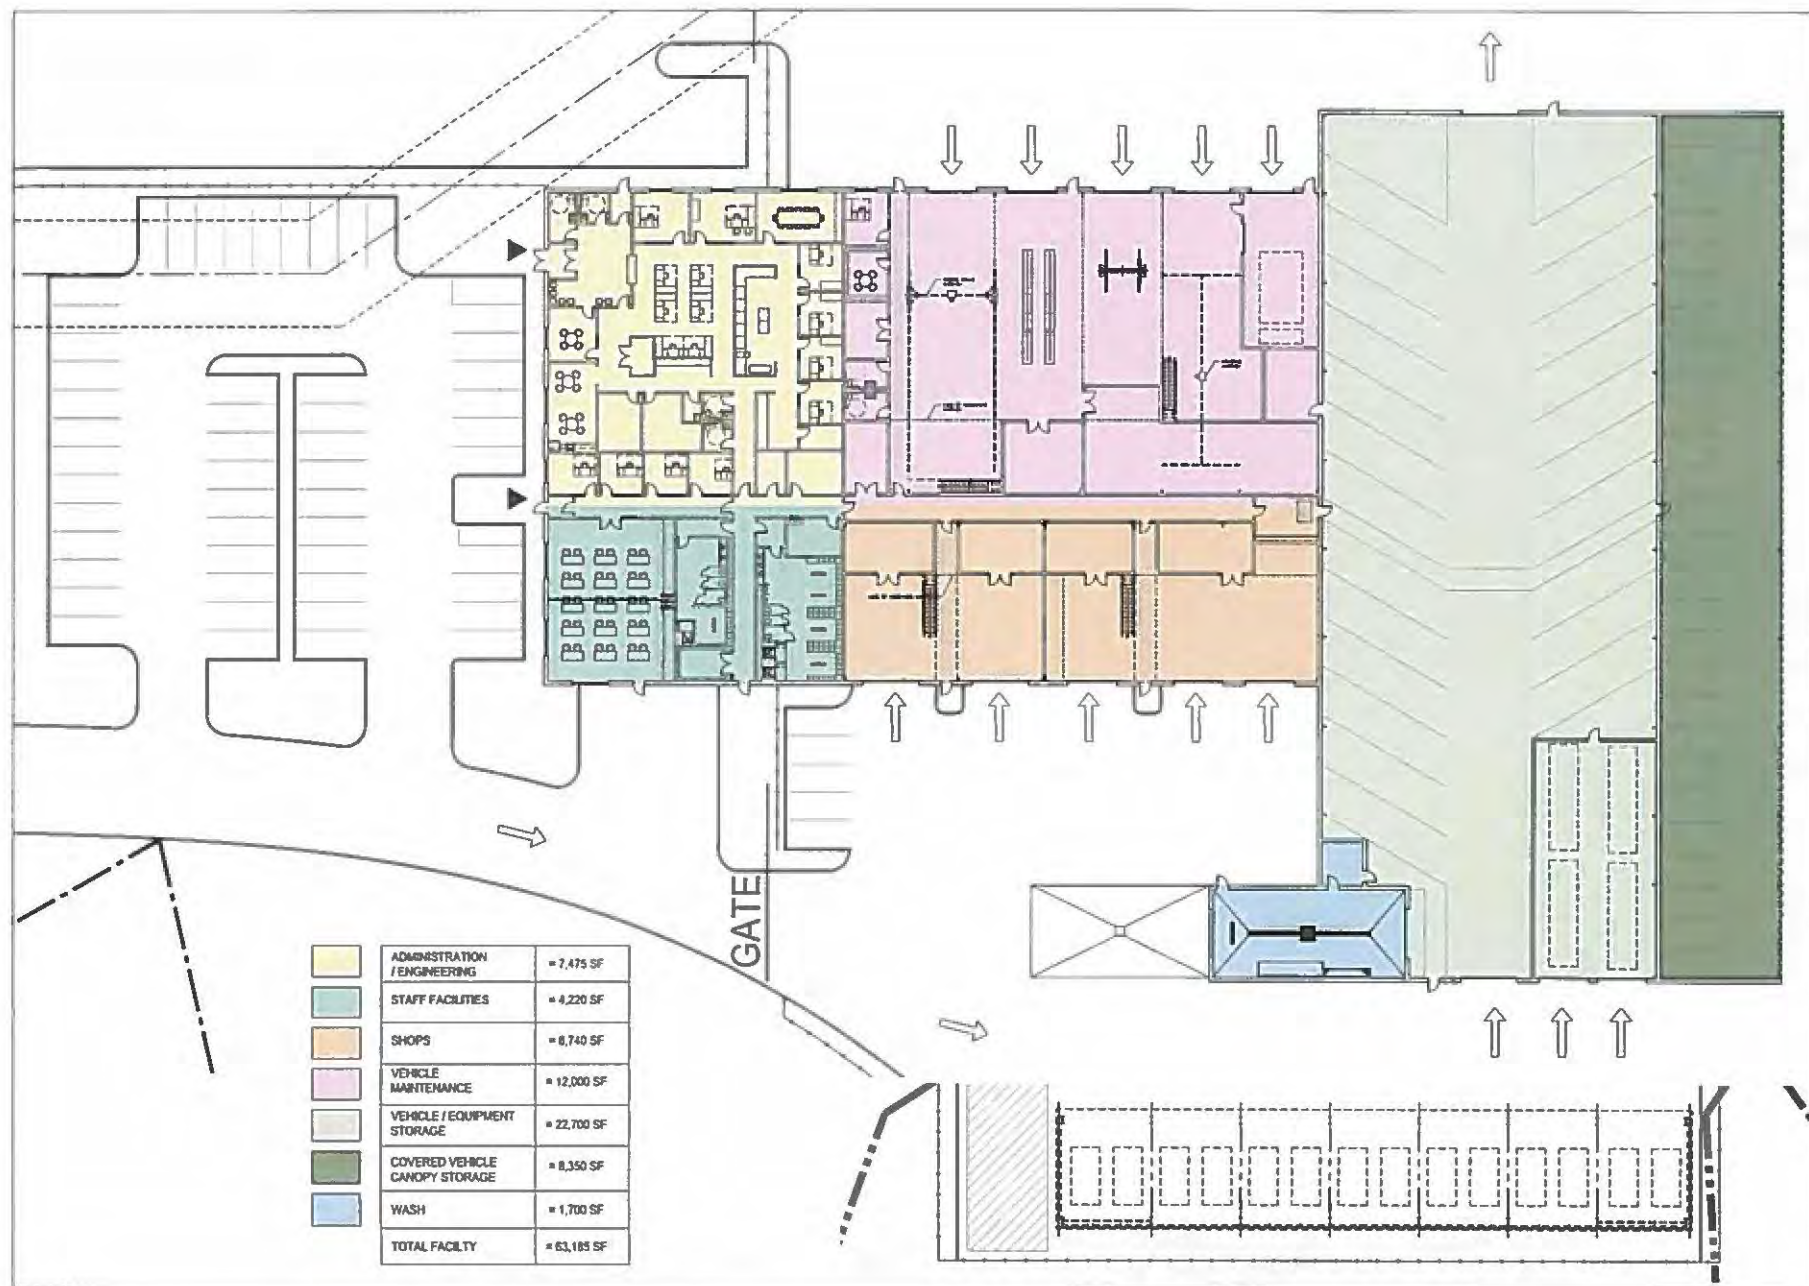 GATE
ADMINISTRATION
/ ENGINEERING
= 7,475 SF
STAFF FACILITIES
= 4,220 SF
SHOPS
= 6,740 SF
VEHICLE
MAINTENANCE
= 12,000 SF
VEHICLE / EQUIPMENT
STORAGE
= 22,700 SF
COVERED VEHICLE
CANOPY STORAGE
= 8,350 SF
WASH
= 1,700 SF
TOTAL FACILTY
= 63,185 SF